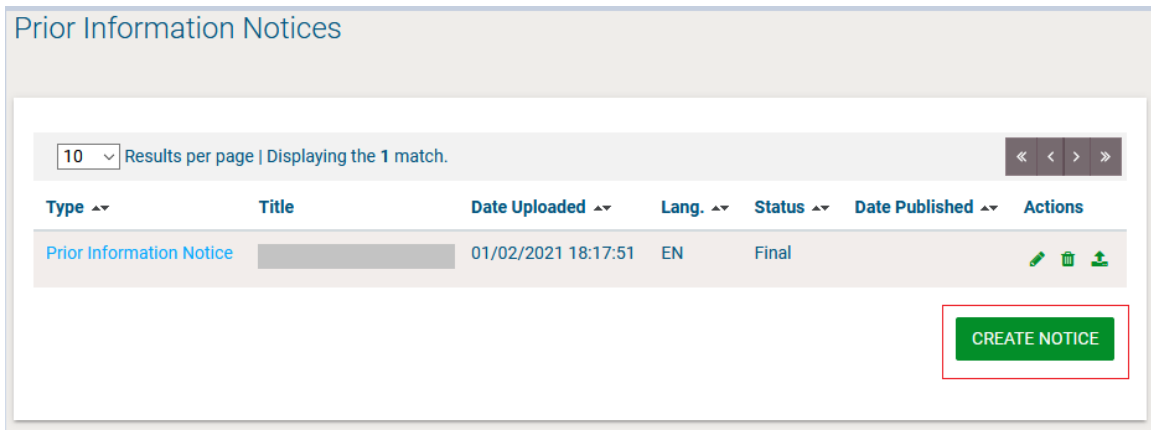 Prior Information Notices
10 Results per page | Displaying the 1 match.
Type Title Date Uploaded Lang. Status Date Published Actions
Prior Information Notice 01/02/2021 18:17:51 EN Final
CREATE NOTICE